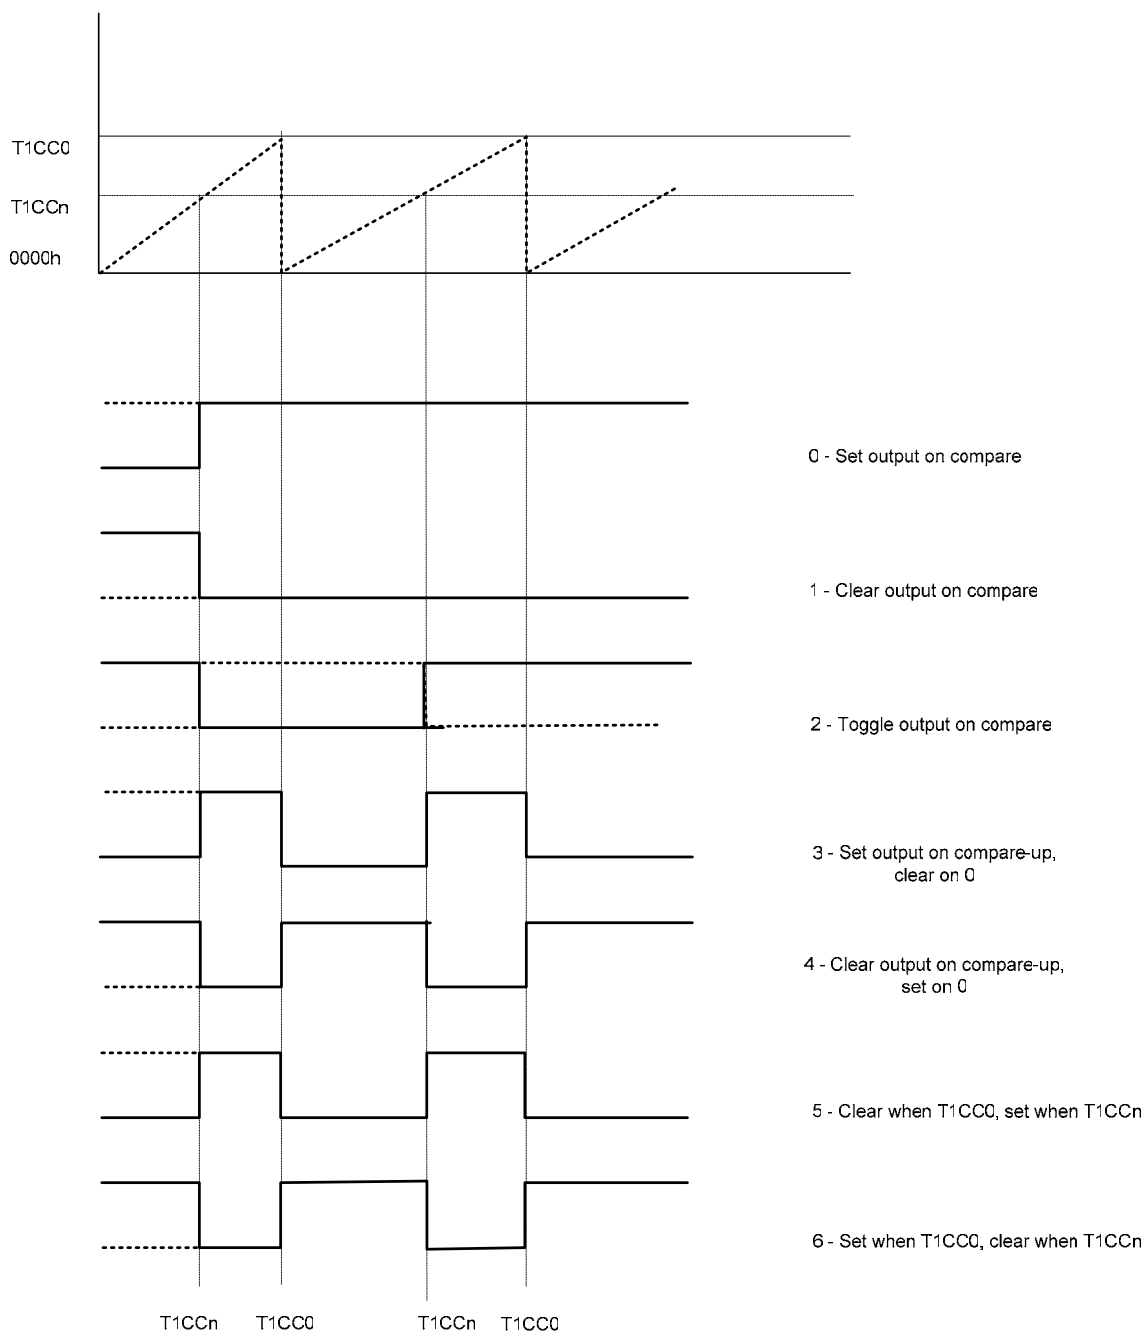 T1CC0
T1CCn
0000h
0 - Set output on compare
1 - Clear output on compare
2 - Toggle output on compare
3 - Set output on compare-up,
clear on 0
4 - Clear output on compare-up,
set on 0
5 - Clear when T1CC0, set when T1CCn
6 - Set when T1CC0, clear when T1CCn
T1CCn T1CC0 T1CCn T1CC0